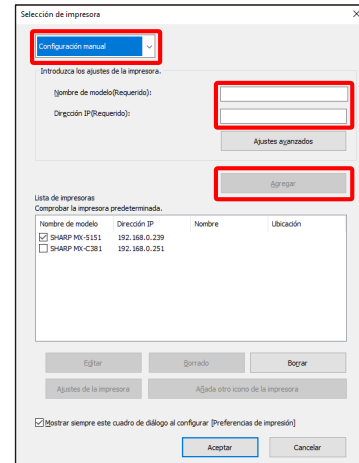 Selección de impresora
Configuración manual
Introduzca los ajustes de la impresora.
Nombre de modelo(Requerido):
Dirección IP(Requerido):
Ajustes avanzados
Agregar
Lista de impresoras
Comprobar la impresora predeterminada.
Nombre de modelo Dirección IP Nombre Ubicación
SHARP MX-5151 192.168.0.239
SHARP MX-C381 192.168.0.251
Editar Borrado Borrar
Ajustes de la impresora Añada otro icono de la impresora
Mostrar siempre este cuadro de diálogo al configurar [Preferencias de impresión]
Aceptar Cancelar